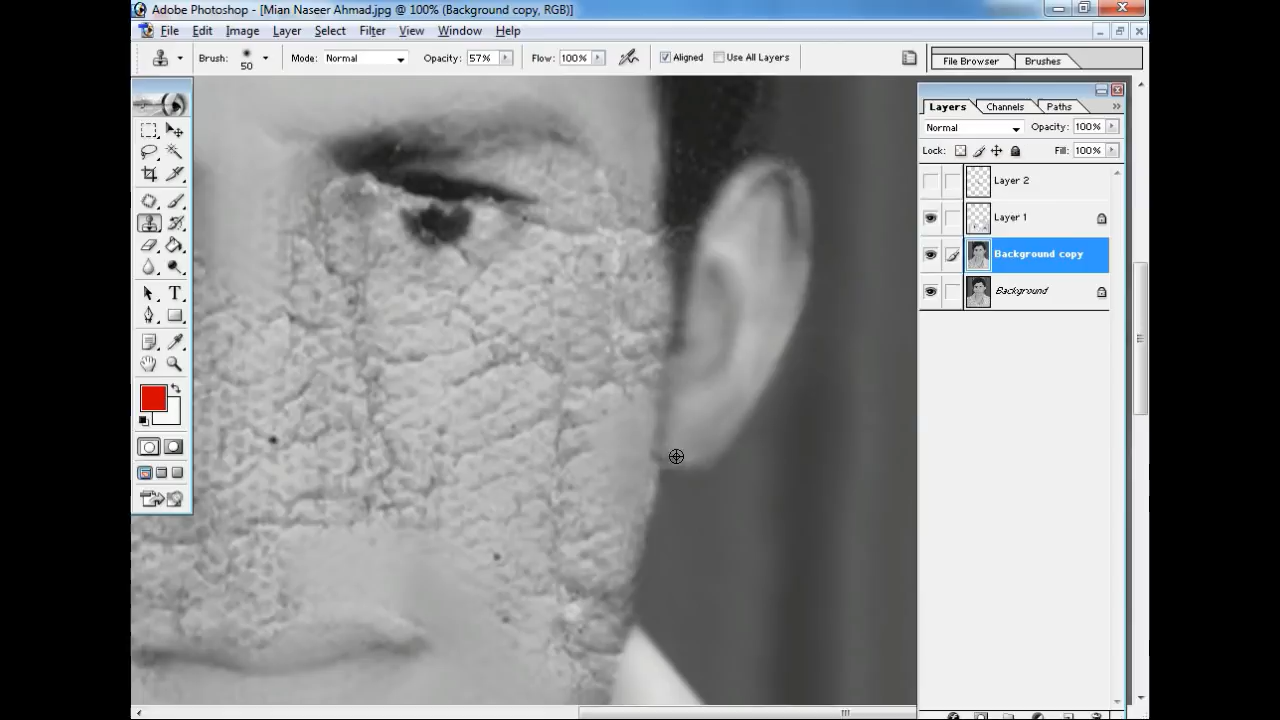 Adobe Photoshop - [Mian Naseer Ahmad.jpg @ 100% (Background copy, RGB)]
File Edit Image Layer Select Filter View Window Help
Brush: 50 Mode: Normal Opacity: 57% Flow: 100% Aligned Use All Layers File Browser Brushes
Layers Channels Paths
Normal Opacity: 100%
Lock: Fill: 100%
Layer 2
Layer 1
Background copy
Background
T